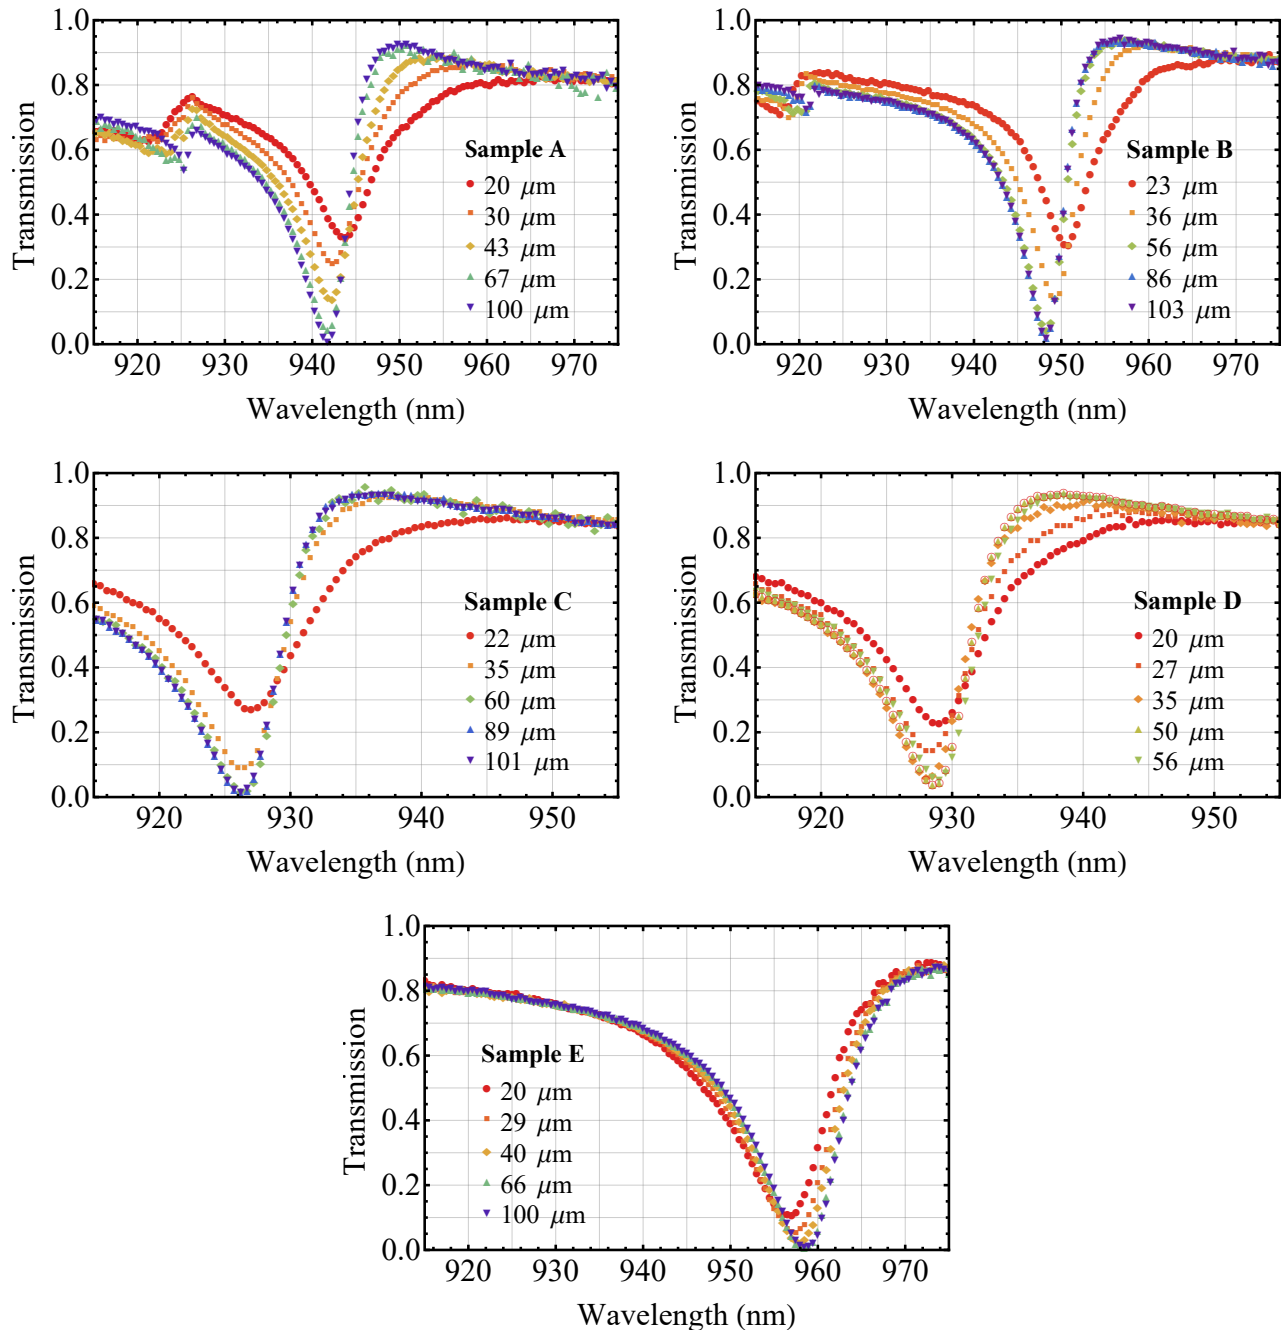 1.0
0.8
0.6
0.4
0.2
0.0
Transmission
Sample A
20 μm
30 μm
43 μm
67 μm
100 μm
920 930 940 950 960 970
Wavelength (nm)
1.0
0.8
0.6
0.4
0.2
0.0
Transmission
Sample B
23 μm
36 μm
56 μm
86 μm
103 μm
920 930 940 950 960 970
Wavelength (nm)
1.0
0.8
0.6
0.4
0.2
0.0
Transmission
Sample C
22 μm
35 μm
60 μm
89 μm
101 μm
920 930 940 950
Wavelength (nm)
1.0
0.8
0.6
0.4
0.2
0.0
Transmission
Sample D
20 μm
27 μm
35 μm
50 μm
56 μm
920 930 940 950
Wavelength (nm)
1.0
0.8
0.6
0.4
0.2
0.0
Transmission
Sample E
20 μm
29 μm
40 μm
66 μm
100 μm
920 930 940 950 960 970
Wavelength (nm)